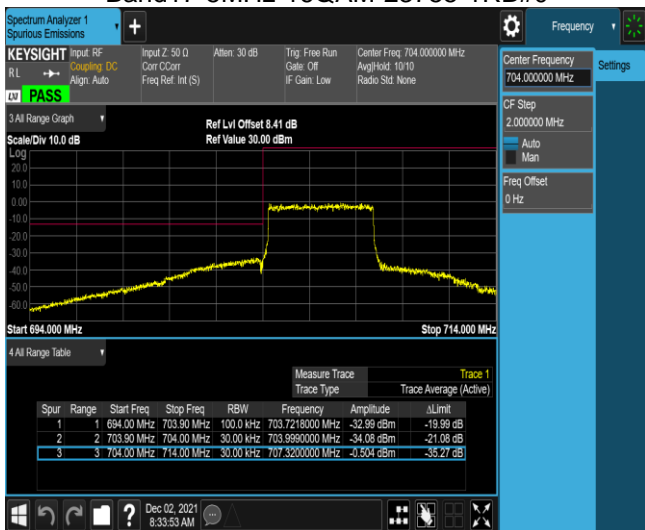 Spectrum Analyzer 1
Spurious Emissions
Frequency
KEYSIGHT
Input: RF
Coupling: DC
Align: Auto
RL
LXI
PASS
Input Z: 50 Ω
Corr CCorr
Freq Ref: Int (S)
Atten: 30 dB
Trig: Free Run
Gate: Off
IF Gain: Low
Center Freq: 704.000000 MHz
Avg|Hold: 10/10
Radio Std: None
Center Frequency
704.000000 MHz
Settings
CF Step
2.000000 MHz
Auto
Man
Freq Offset
0 Hz
3 All Range Graph
Ref Lvl Offset 8.41 dB
Scale/Div 10.0 dB
Ref Value 30.00 dBm
Log
20.0
10.0
0.00
-10.0
-20.0
-30.0
-40.0
-50.0
-60.0
Start 694.000 MHz
Stop 714.000 MHz
4 All Range Table
Measure Trace Trace 1
Trace Type Trace Average (Active)
Spur Range Start Freq Stop Freq RBW Frequency Amplitude ΔLimit
1 1 694.00 MHz 703.90 MHz 100.0 kHz 703.7218000 MHz -32.99 dBm -19.99 dB
2 2 703.90 MHz 704.00 MHz 30.00 kHz 703.9990000 MHz -34.08 dBm -21.08 dB
3 3 704.00 MHz 714.00 MHz 30.00 kHz 707.3200000 MHz -0.504 dBm -35.27 dB
Dec 02, 2021
8:33:53 AM